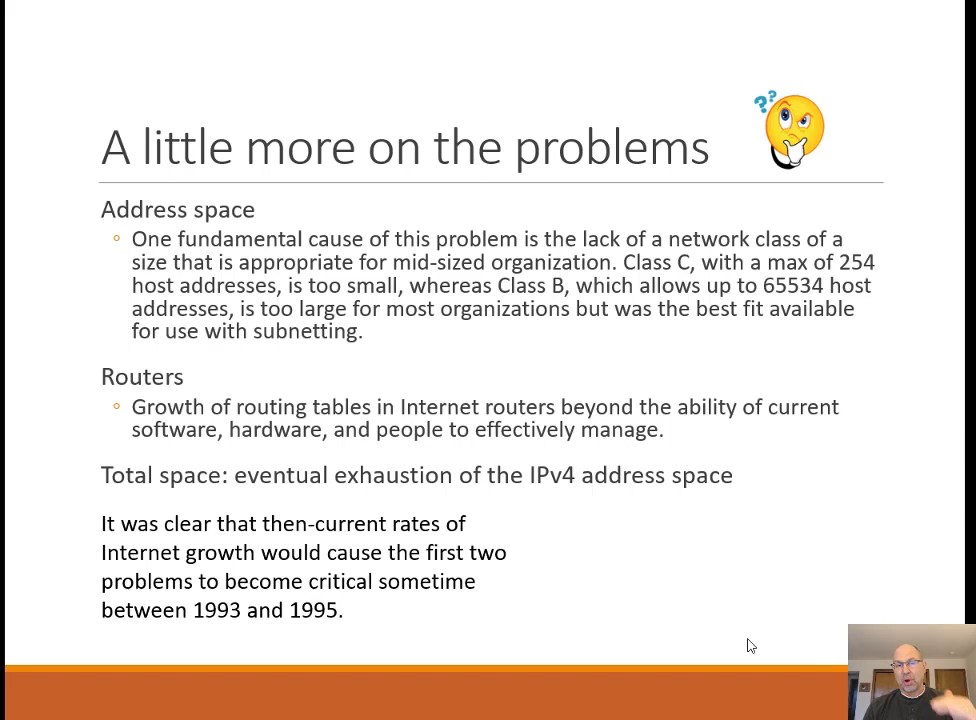 A little more on the problems
??
Address space
One fundamental cause of this problem is the lack of a network class of a
size that is appropriate for mid-sized organization. Class C, with a max of 254
host addresses, is too small, whereas Class B, which allows up to 65534 host
addresses, is too large for most organizations but was the best fit available
for use with subnetting.
Routers
Growth of routing tables in Internet routers beyond the ability of current
software, hardware, and people to effectively manage.
Total space: eventual exhaustion of the IPv4 address space
It was clear that then-current rates of
Internet growth would cause the first two
problems to become critical sometime
between 1993 and 1995.